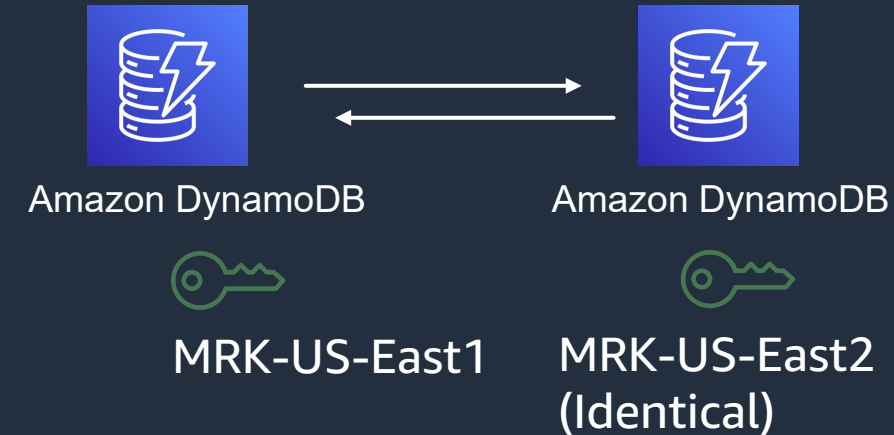 Amazon DynamoDB
Amazon DynamoDB
MRK-US-East1
MRK-US-East2
(Identical)